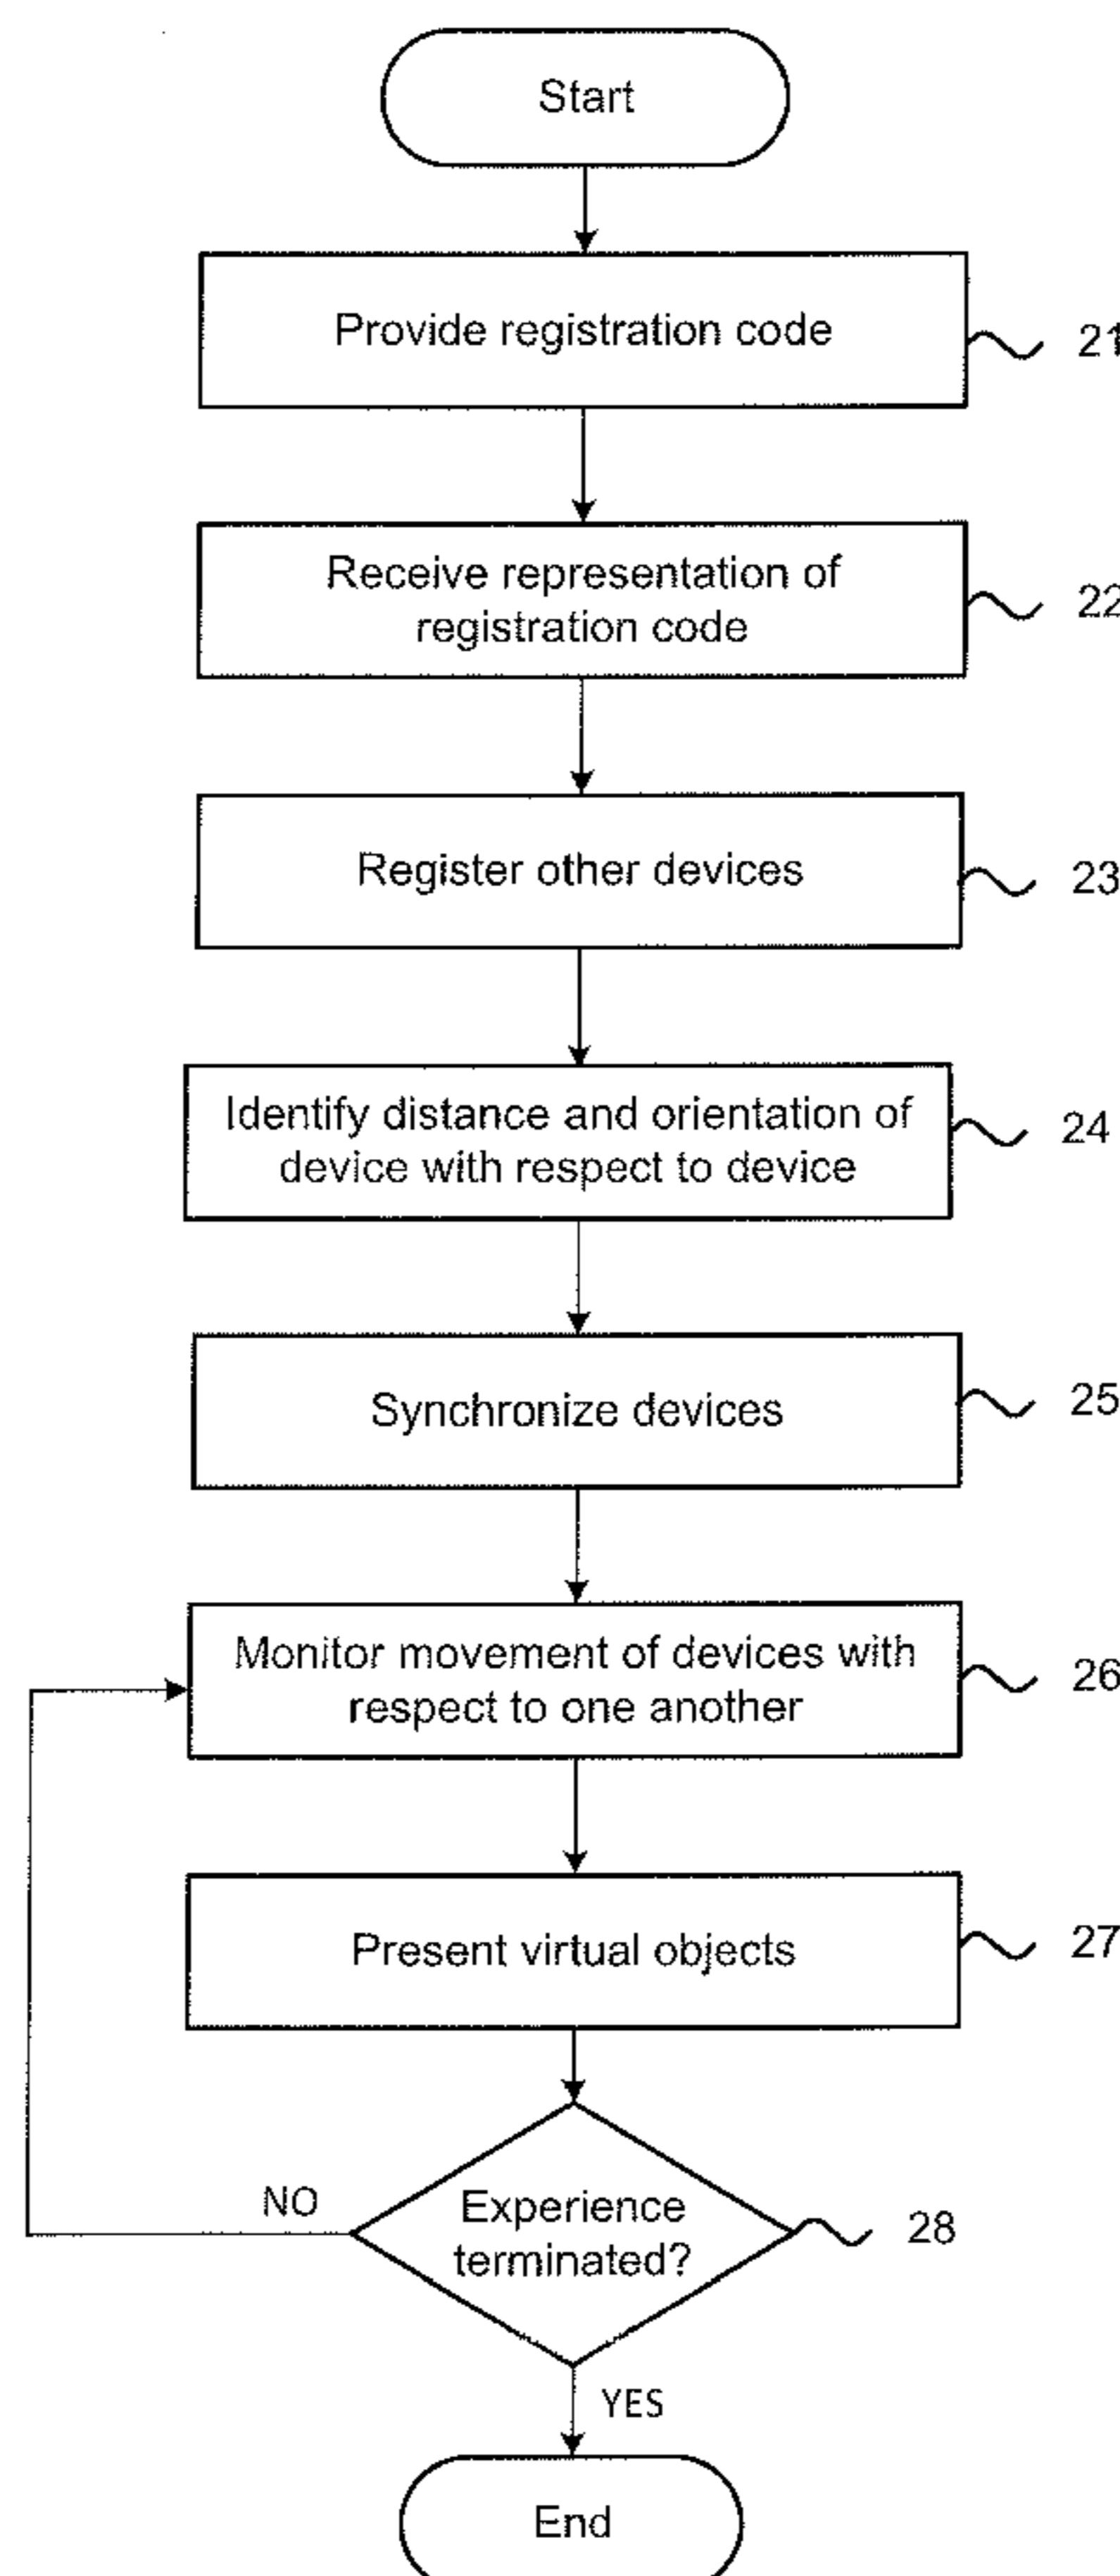 Start
Provide registration code
21
Receive representation of
registration code
22
Register other devices
23
Identify distance and orientation of
device with respect to device
24
Synchronize devices
25
Monitor movement of devices with
respect to one another
26
Present virtual objects
27
Experience
terminated?
28
NO
YES
End